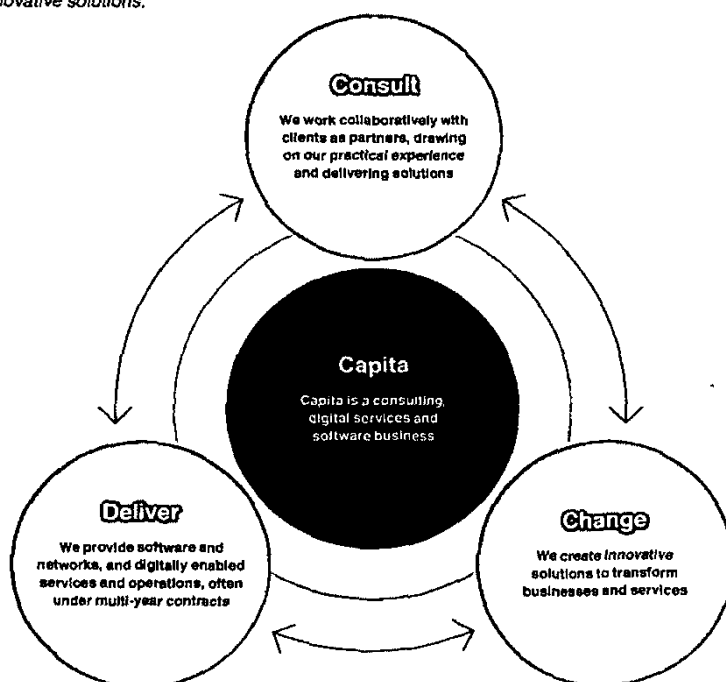 novative solutions.
Consult
We work collaboratively with
clients as partners, drawing
on our practical experience
and delivering solutions
Capita
Capita is a consulting,
digital services and
software business
Deliver
We provide software and
networks, and digitally enabled
services and operations, often
under multi-year contracts
Change
We create innovative
solutions to transform
businesses and services